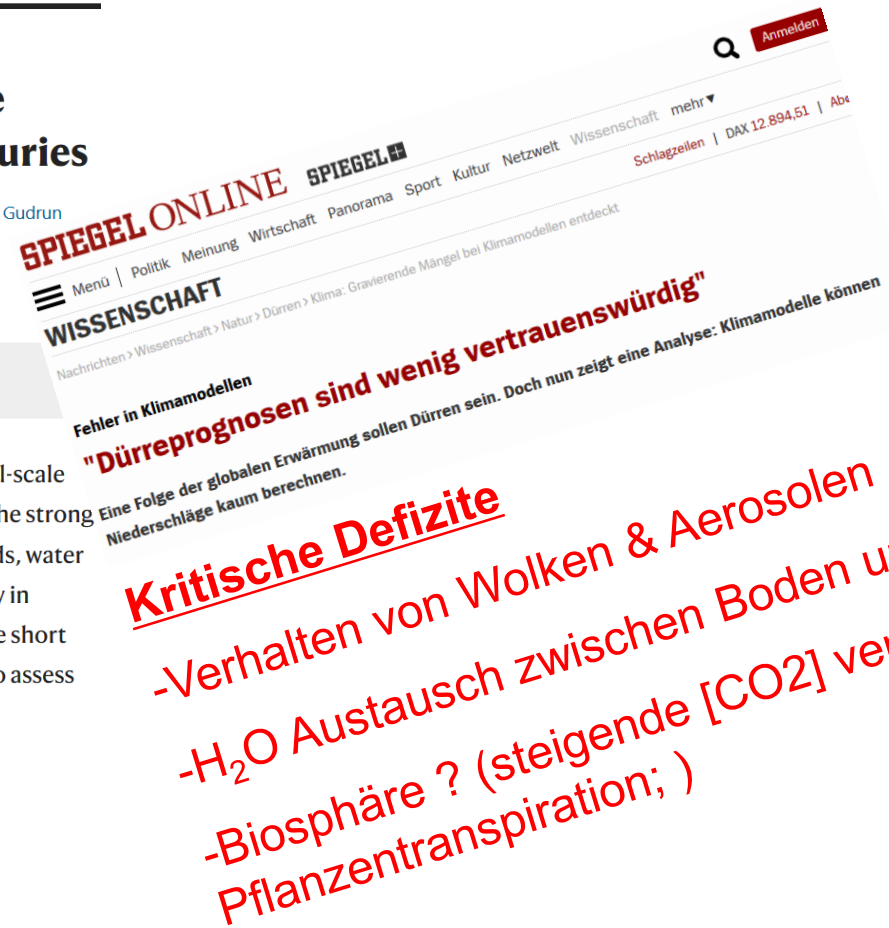 uries
Gudrun
l-scale
he strong
ls, water
in
e short
o assess
Anmelden
SPIEGEL ONLINE SPIEGEL+
Menü | Politik Meinung Wirtschaft Panorama Sport Kultur Netzwelt Wissenschaft mehr▼
Schlagzeilen | DAX 12.894,51 |
WISSENSCHAFT
Nachrichten > Wissenschaft > Natur > Dürren > Klima: Gravierende Mängel bei Klimamodellen entdeckt
Fehler in Klimamodellen
"Dürreprognosen sind wenig vertrauenswürdig"
Eine Folge der globalen Erwärmung sollen Dürren sein. Doch nun zeigt eine Analyse: Klimamodelle können
Niederschläge kaum berechnen.
Kritische Defizite
-Verhalten von Wolken & Aerosolen
-H₂O Austausch zwischen Boden u
-Biosphäre ? (steigende [CO2] ver
Pflanzentranspiration; )